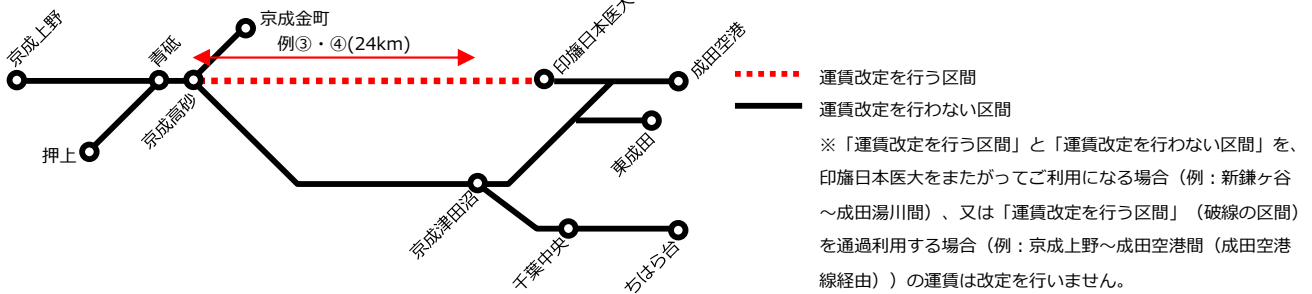 京成上野
青砥
京成金町
例③・④(24km)
京成高砂
押上
印旛日本医大
成田空港
東成田
京成津田沼
千葉中央
ちはら台
運賃改定を行う区間
運賃改定を行わない区間
※「運賃改定を行う区間」と「運賃改定を行わない区間」を、
印旛日本医大をまたがってご利用になる場合（例：新鎌ヶ谷
～成田湯川間）、又は「運賃改定を行う区間」（破線の区間）
を通過利用する場合（例：京成上野～成田空港間（成田空港
線経由））の運賃は改定を行いません。